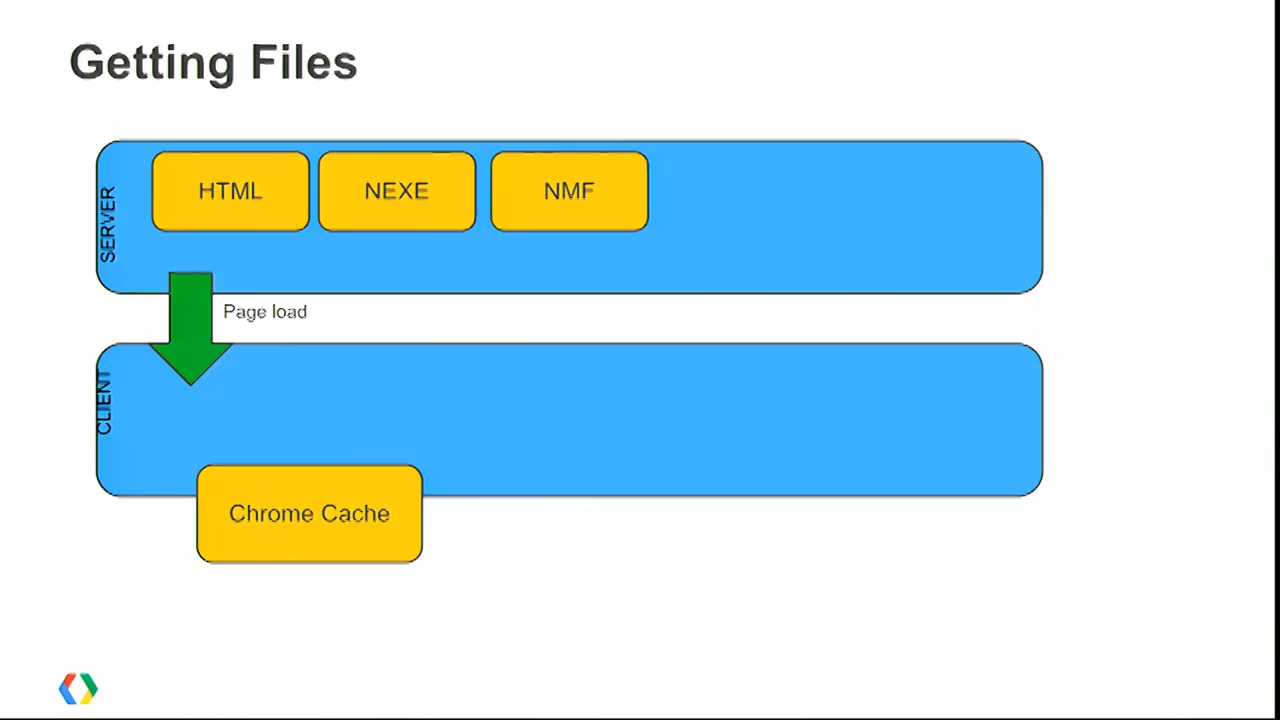 Getting Files
SERVER
HTML
NEXE
NMF
Page load
CLIENT
Chrome Cache